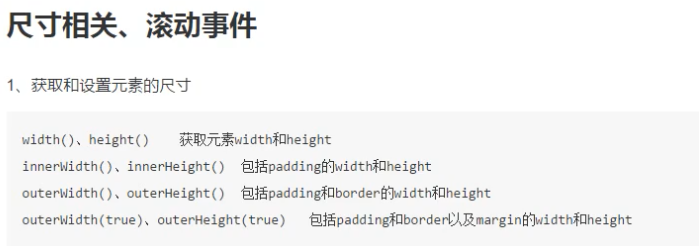 尺寸相关、滚动事件
1、获取和设置元素的尺寸
width()、height()    获取元素width和height
innerWidth()、innerHeight()  包括padding的width和height
outerWidth()、outerHeight()  包括padding和border的width和height
outerWidth(true)、outerHeight(true)   包括padding和border以及margin的width和height